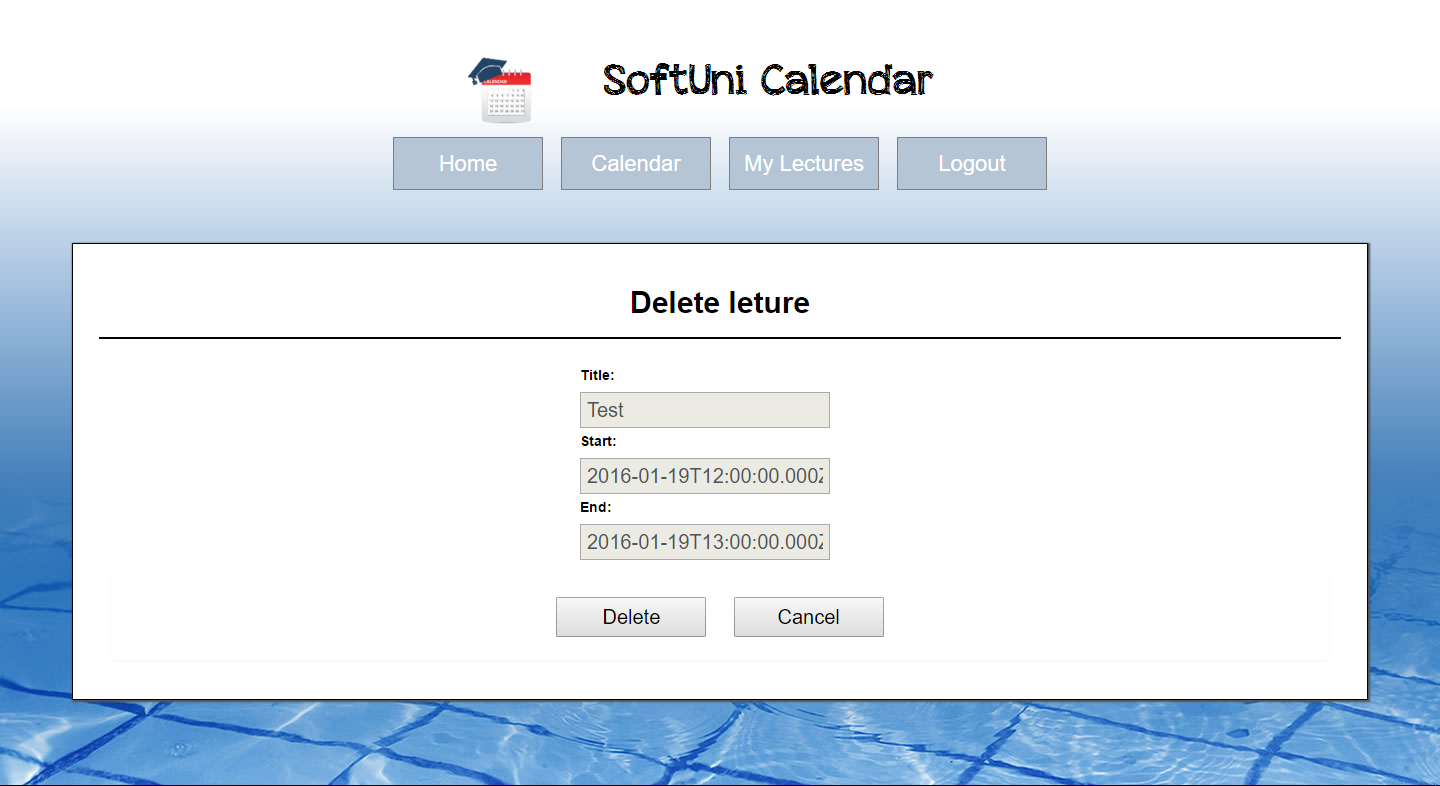 CALENDAR
SoftUni Calendar
Home Calendar My Lectures Logout
Delete leture
Title:
Test
Start:
2016-01-19T12:00:00.000Z
End:
2016-01-19T13:00:00.000Z
Delete Cancel